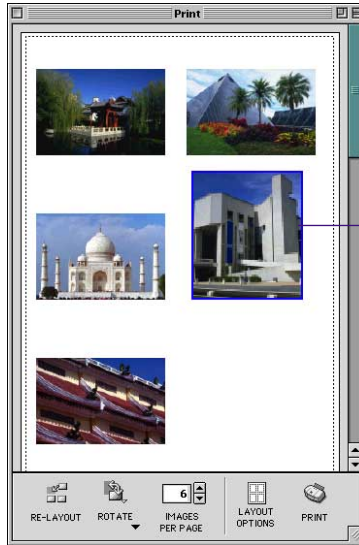 Print
6
RE-LAYOUT
ROTATE
IMAGES
PER PAGE
LAYOUT
OPTIONS
PRINT